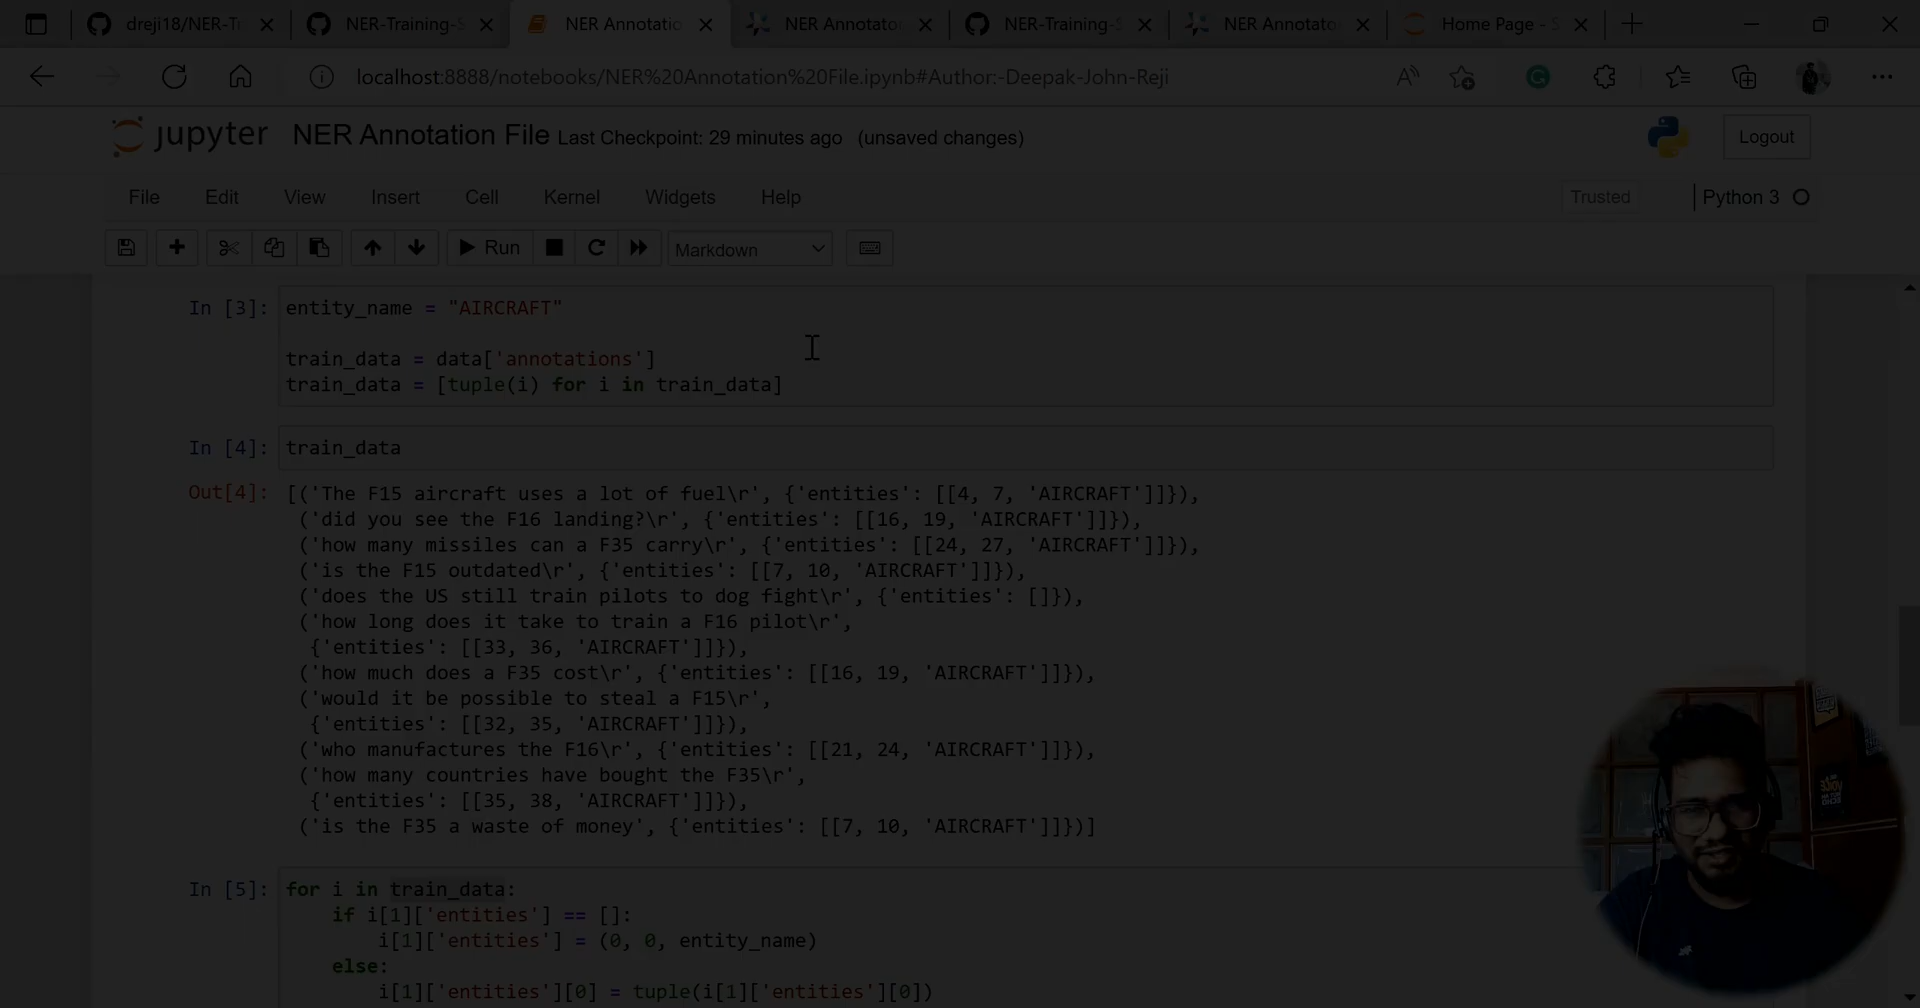 dreji18/NER-Tr
NER-Training-S
NER Annotatio
NER Annotato
NER-Training-S
NER Annotato
Home Page - S
localhost:8888/notebooks/NER%20Annotation%20File.ipynb#Author:-Deepak-John-Reji
jupyter NER Annotation File Last Checkpoint: 29 minutes ago (unsaved changes)
Logout
File Edit View Insert Cell Kernel Widgets Help
Trusted
Python 3
Run
Markdown
In [3]: entity_name = "AIRCRAFT"
train_data = data['annotations']
train_data = [tuple(i) for i in train_data]
In [4]: train_data
Out[4]: [('The F15 aircraft uses a lot of fuel\r', {'entities': [[4, 7, 'AIRCRAFT']]}),
('did you see the F16 landing?\r', {'entities': [[16, 19, 'AIRCRAFT']]}),
('how many missiles can a F35 carry\r', {'entities': [[24, 27, 'AIRCRAFT']]}),
('is the F15 outdated\r', {'entities': [[7, 10, 'AIRCRAFT']]}),
('does the US still train pilots to dog fight\r', {'entities': []}),
('how long does it take to train a F16 pilot\r',
{'entities': [[33, 36, 'AIRCRAFT']]}),
('how much does a F35 cost\r', {'entities': [[16, 19, 'AIRCRAFT']]}),
('would it be possible to steal a F15\r',
{'entities': [[32, 35, 'AIRCRAFT']]}),
('who manufactures the F16\r', {'entities': [[21, 24, 'AIRCRAFT']]}),
('how many countries have bought the F35\r',
{'entities': [[35, 38, 'AIRCRAFT']]}),
('is the F35 a waste of money', {'entities': [[7, 10, 'AIRCRAFT']]})]
In [5]: for i in train_data:
if i[1]['entities'] == []:
i[1]['entities'] = (0, 0, entity_name)
else:
i[1]['entities'][0] = tuple(i[1]['entities'][0])